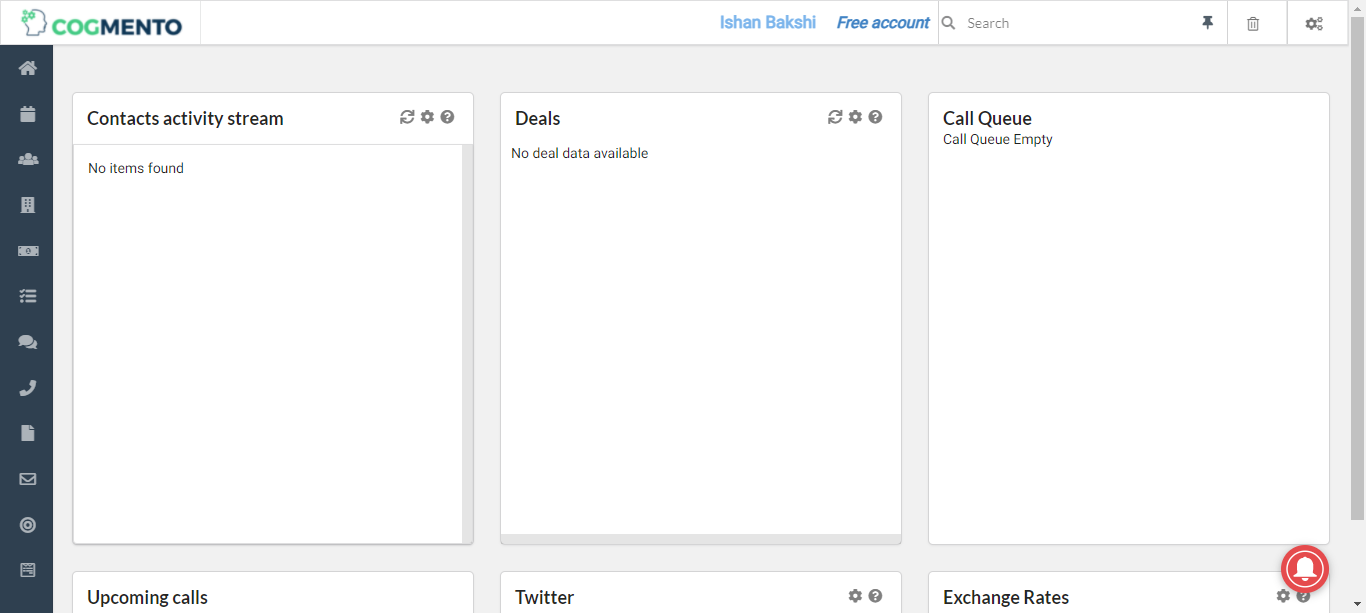 COGMENTO
Ishan Bakshi
Free account
Search
Contacts activity stream
No items found
Deals
No deal data available
Call Queue
Call Queue Empty
Upcoming calls
Twitter
Exchange Rates